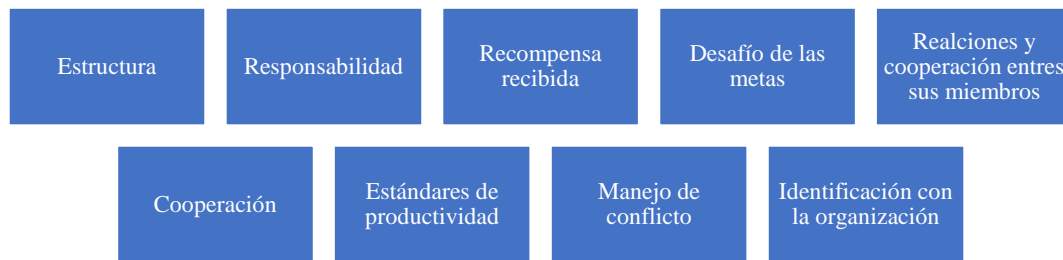 Estructura
Responsabilidad
Recompensa
recibida
Desafío de las
metas
Realciones y
cooperación entres
sus miembros
Cooperación
Estándares de
productividad
Manejo de
conflicto
Identificación con
la organización